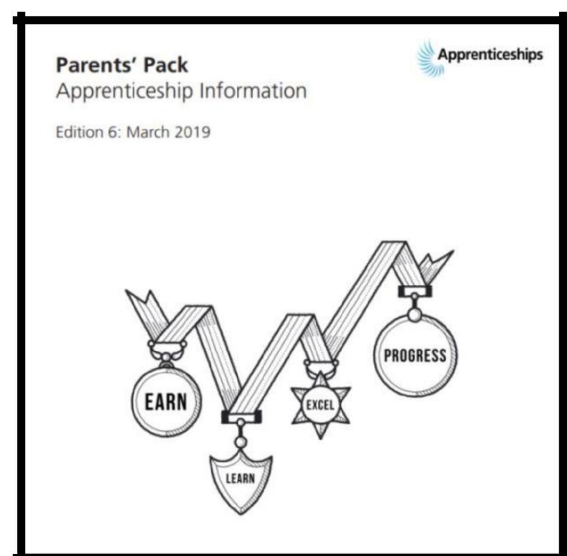 Parents' Pack
Apprenticeship Information
Edition 6: March 2019
Apprenticeships
EARN
LEARN
EXCEL
PROGRESS